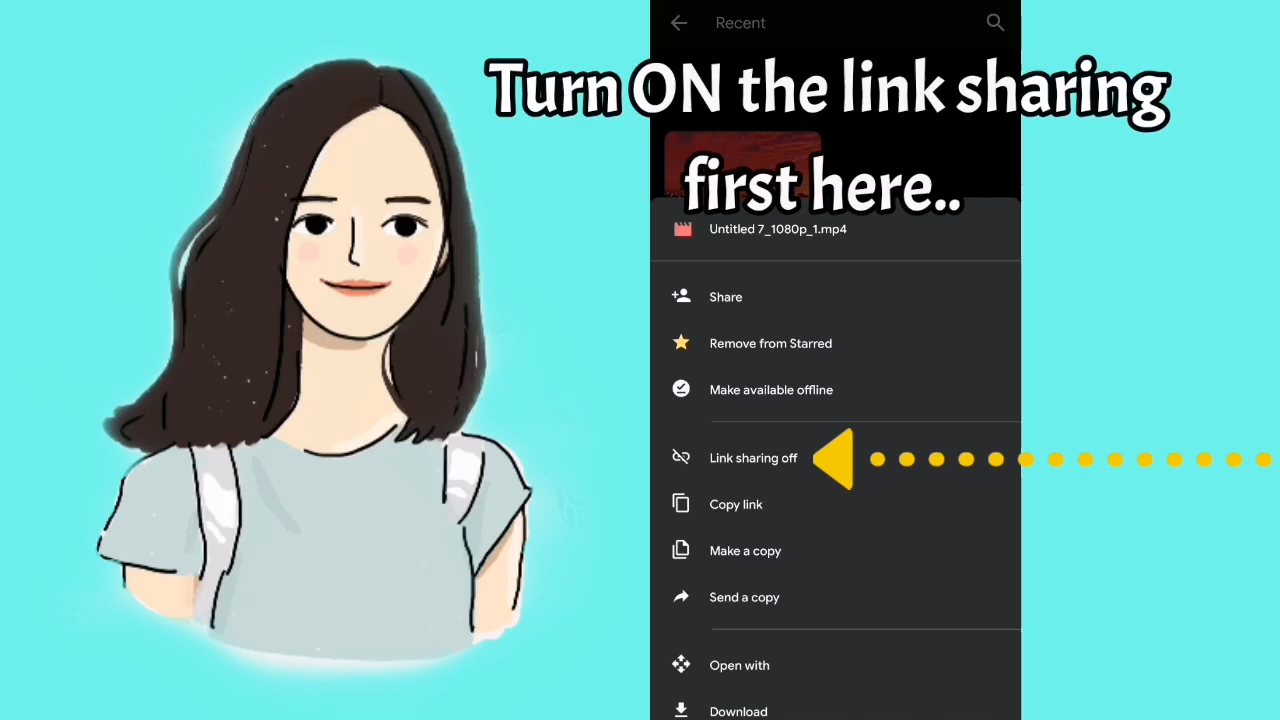 Recent
Turn ON the link sharing
first here..
Untitled 7_1080p_1.mp4
Share
Remove from Starred
Make available offline
Link sharing off
Copy link
Make a copy
Send a copy
Open with
Download